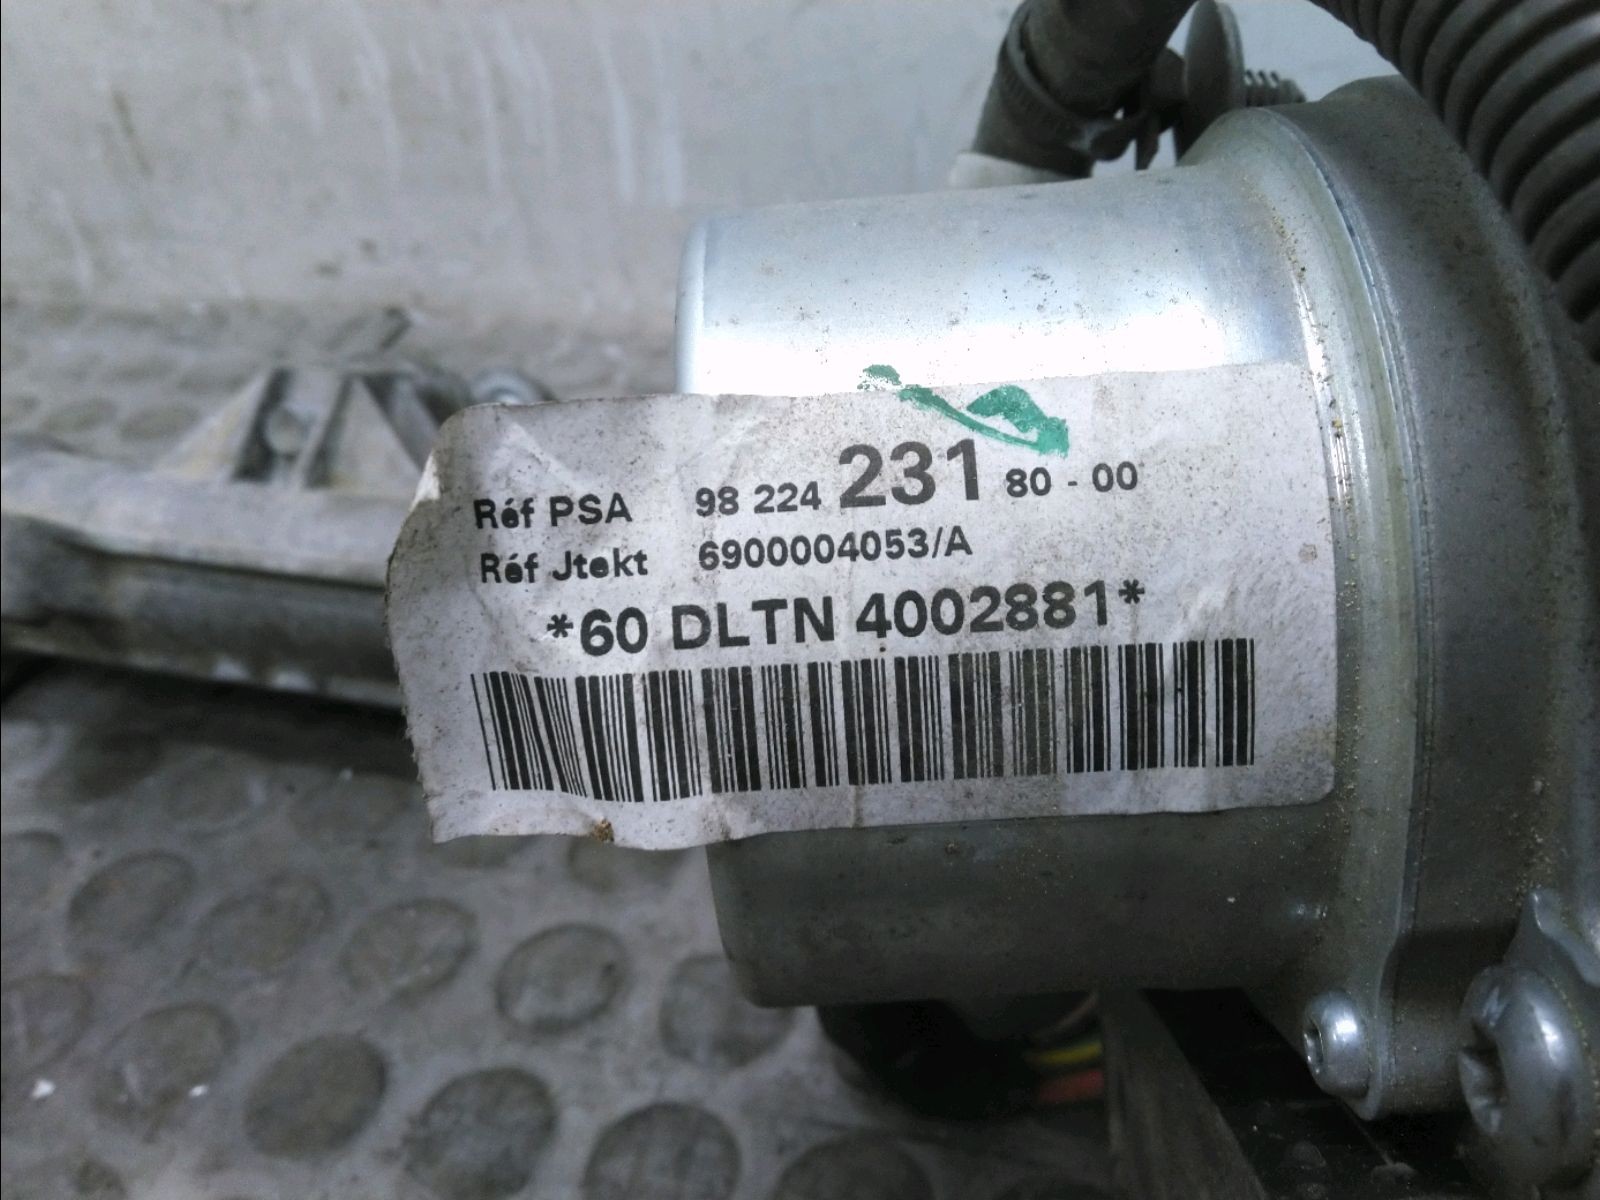 Réf PSA 98 224 231 80 - 00
Réf Jtekt 6900004053/A
*60 DLTN 4002881*